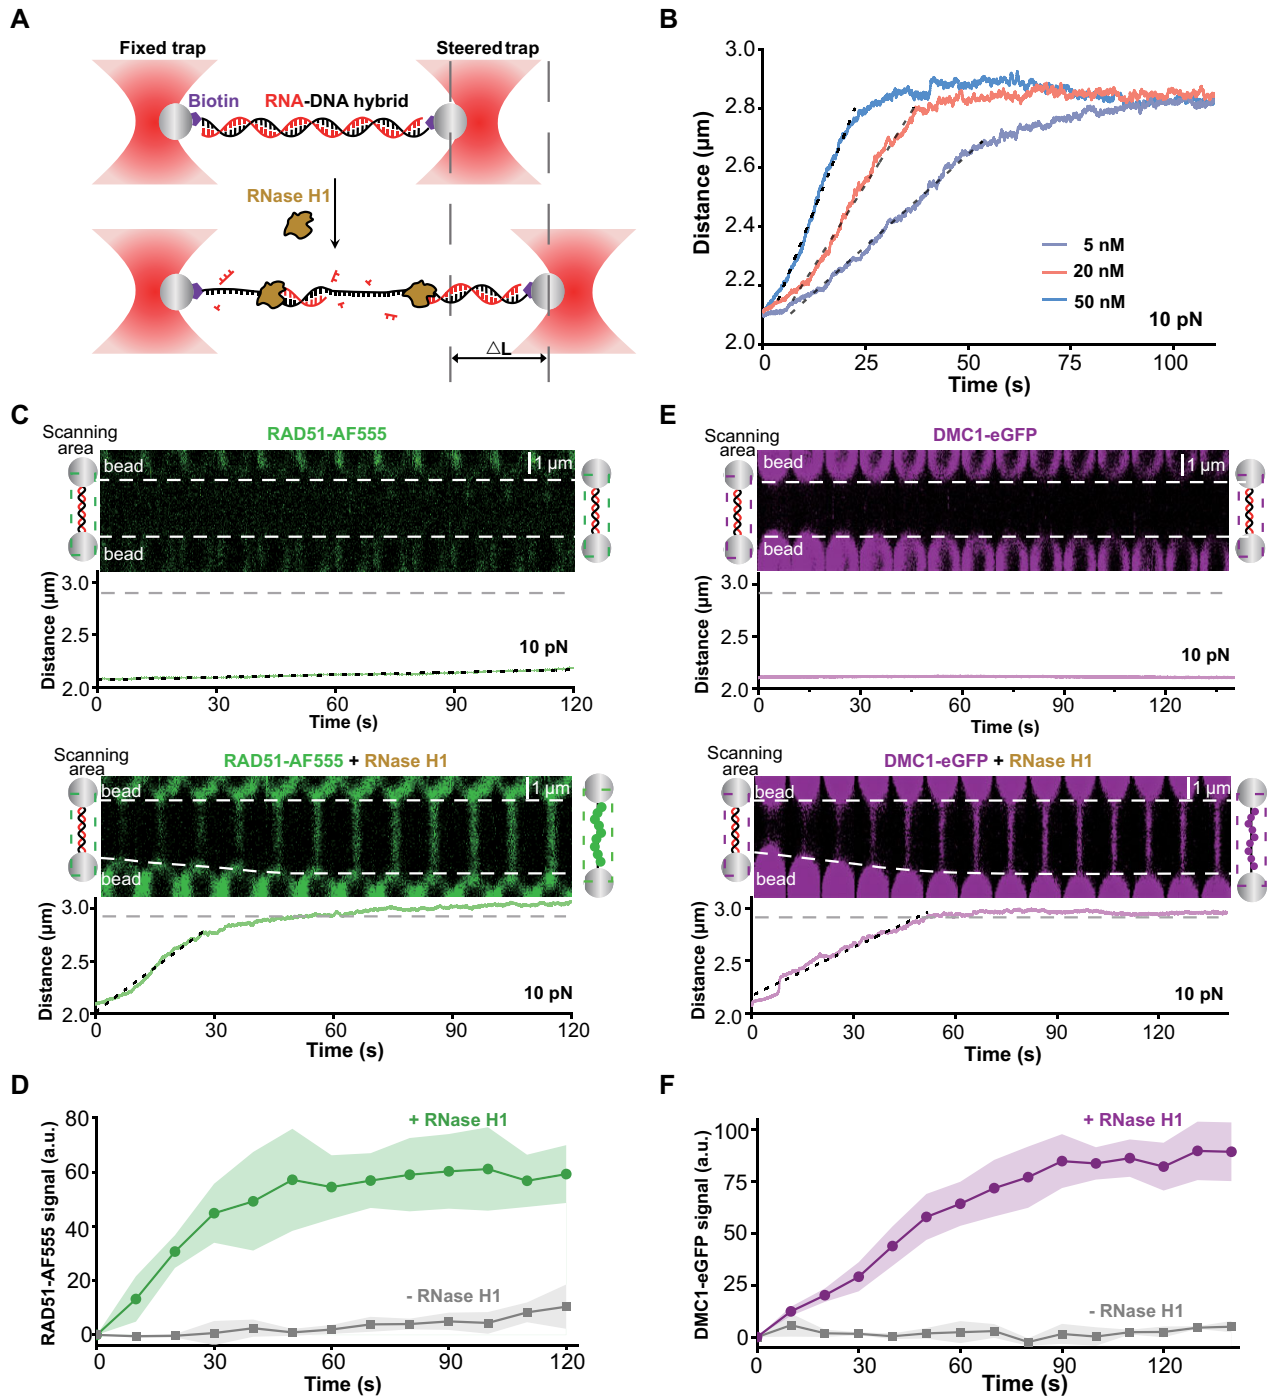 A
Fixed trap
Steered trap
Biotin
RNA-DNA hybrid
RNase H1
△L
B
Distance (µm)
3.0
2.8
2.6
2.4
2.2
2.0
5 nM
20 nM
50 nM
10 pN
0
25
50
75
100
Time (s)
C
RAD51-AF555
Scanning
area
bead
1 µm
bead
Distance (µm)
3.0
2.5
2.0
10 pN
0
30
60
90
120
Time (s)
Scanning
area
RAD51-AF555 + RNase H1
bead
1 µm
bead
Distance (µm)
3.0
2.5
2.0
10 pN
0
30
60
90
120
Time (s)
E
DMC1-eGFP
Scanning
area
bead
1 µm
bead
Distance (µm)
3.0
2.5
2.0
10 pN
0
30
60
90
120
Time (s)
Scanning
area
DMC1-eGFP + RNase H1
bead
1 µm
bead
Distance (µm)
3.0
2.5
2.0
10 pN
0
30
60
90
120
Time (s)
D
RAD51-AF555 signal (a.u.)
80
60
40
20
0
+ RNase H1
- RNase H1
0
30
60
90
120
Time (s)
F
DMC1-eGFP signal (a.u.)
100
75
50
25
0
+ RNase H1
- RNase H1
0
30
60
90
120
Time (s)